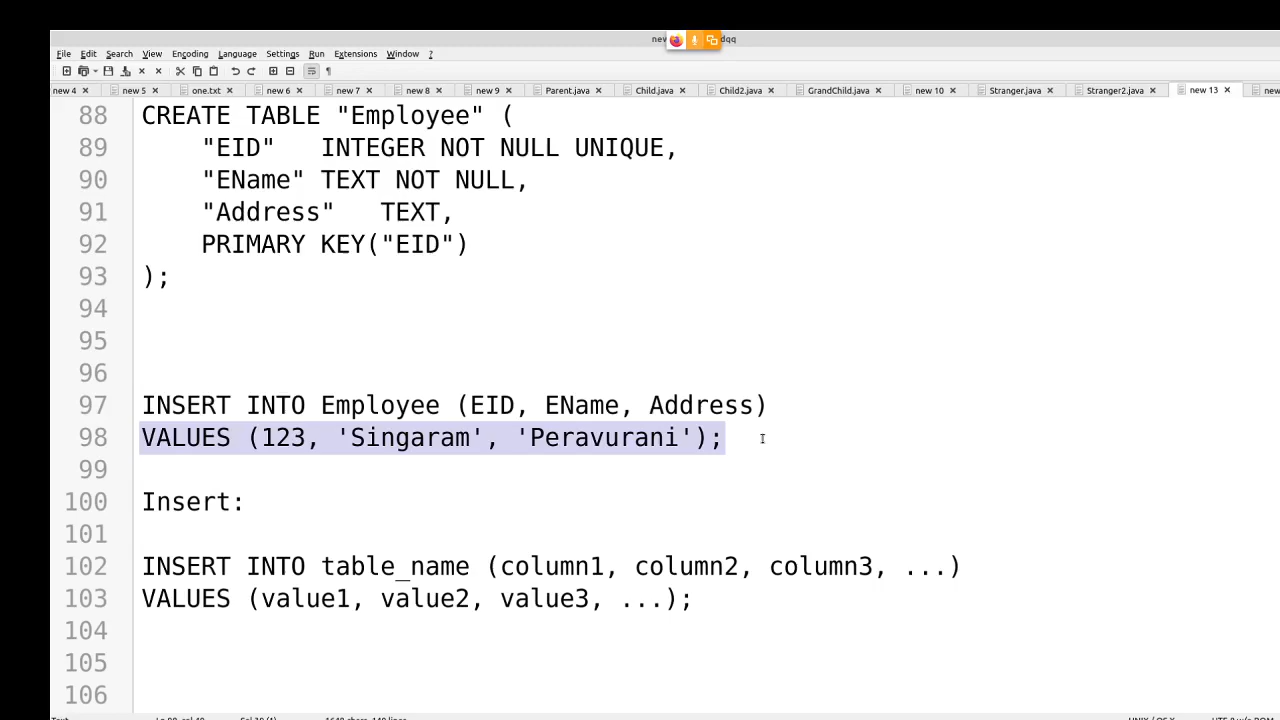 new dqq
File Edit Search View Encoding Language Settings Run Extensions Window ?
new 4 new 5 one.txt new 6 new 7 new 8 new 9 Parent.java Child.java Child2.java GrandChild.java new 10 Stranger.java Stranger2.java new 13 new
88 CREATE TABLE "Employee" (
89 "EID" INTEGER NOT NULL UNIQUE,
90 "EName" TEXT NOT NULL,
91 "Address" TEXT,
92 PRIMARY KEY("EID")
93 );
94
95
96
97 INSERT INTO Employee (EID, EName, Address)
98 VALUES (123, 'Singaram', 'Peravurani');
99
100 Insert:
101
102 INSERT INTO table_name (column1, column2, column3, ...)
103 VALUES (value1, value2, value3, ...);
104
105
106